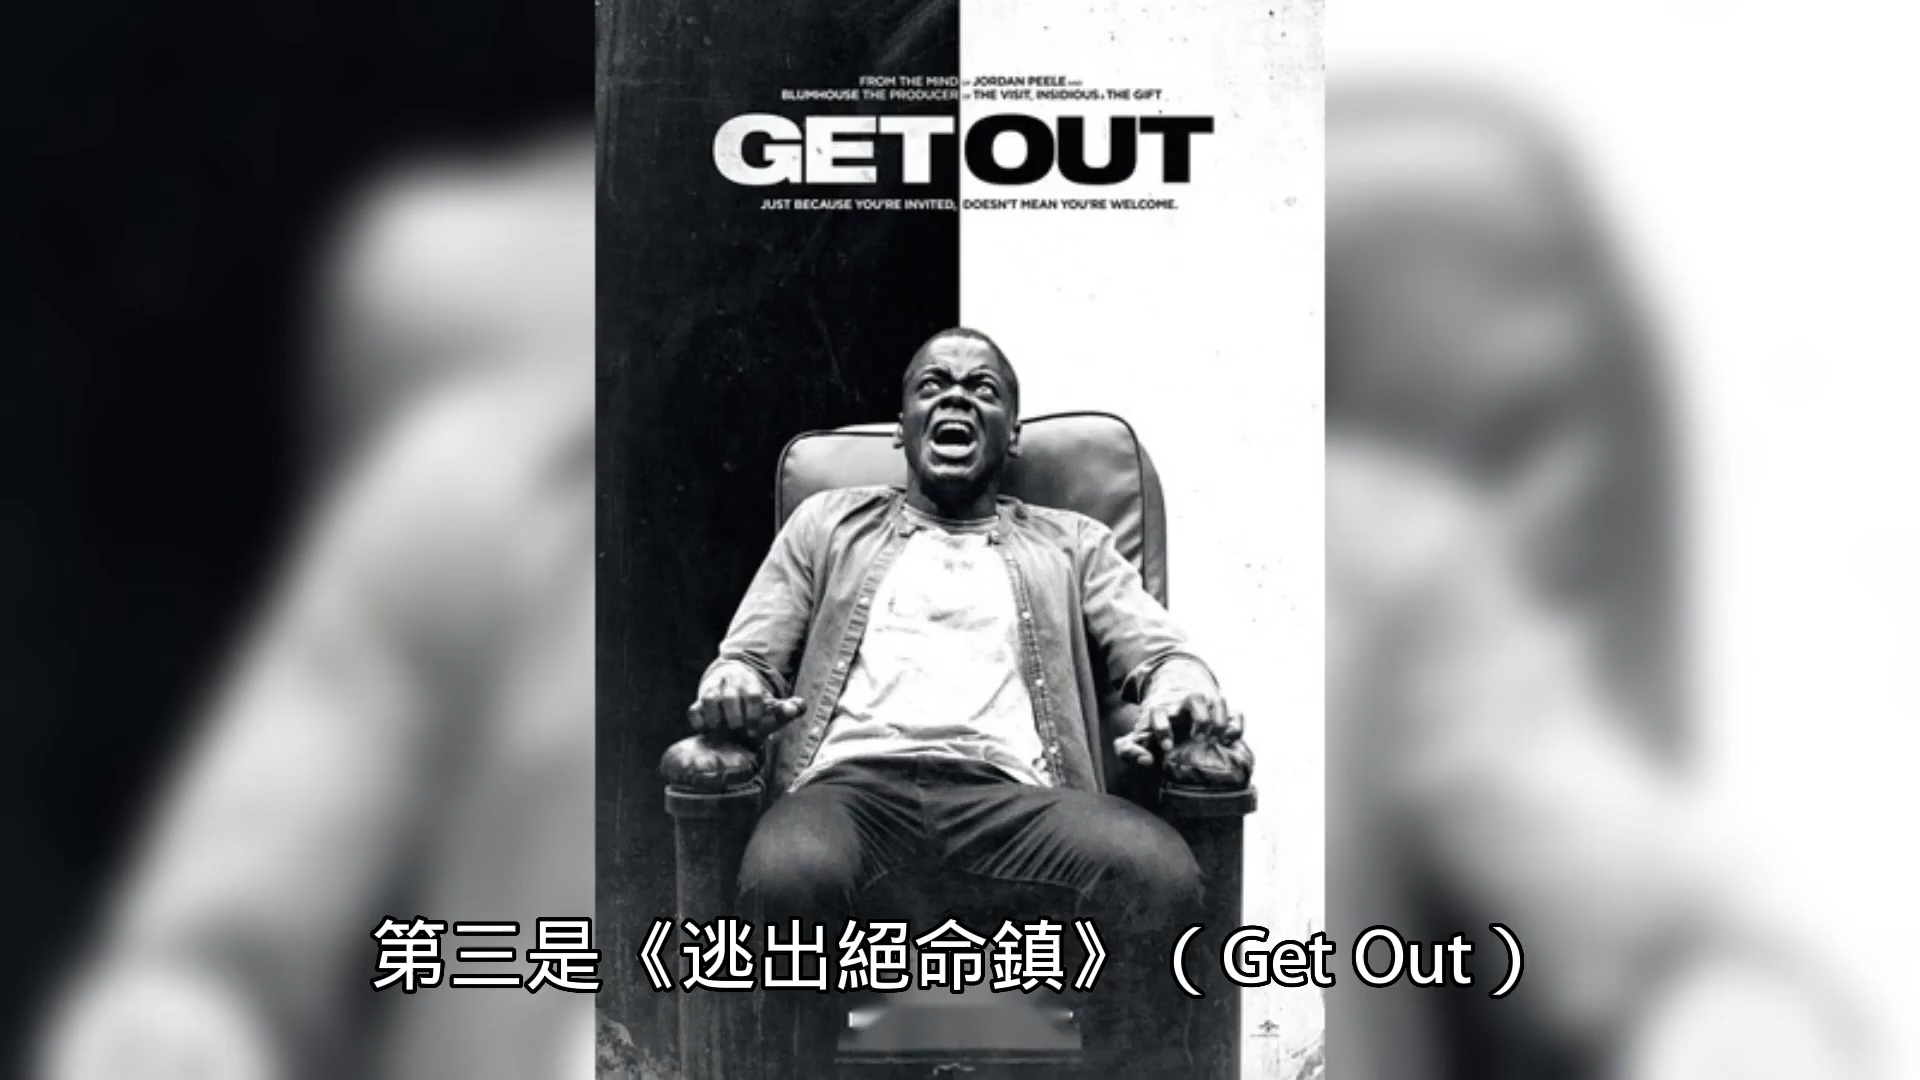 FROM THE MIND OF JORDAN PEELE AND
BLUMHOUSE THE PRODUCER OF THE VISIT, INSIDIOUS & THE GIFT
GET OUT
JUST BECAUSE YOU'RE INVITED, DOESN'T MEAN YOU'RE WELCOME.
第三是《逃出絕命鎮》（Get Out）